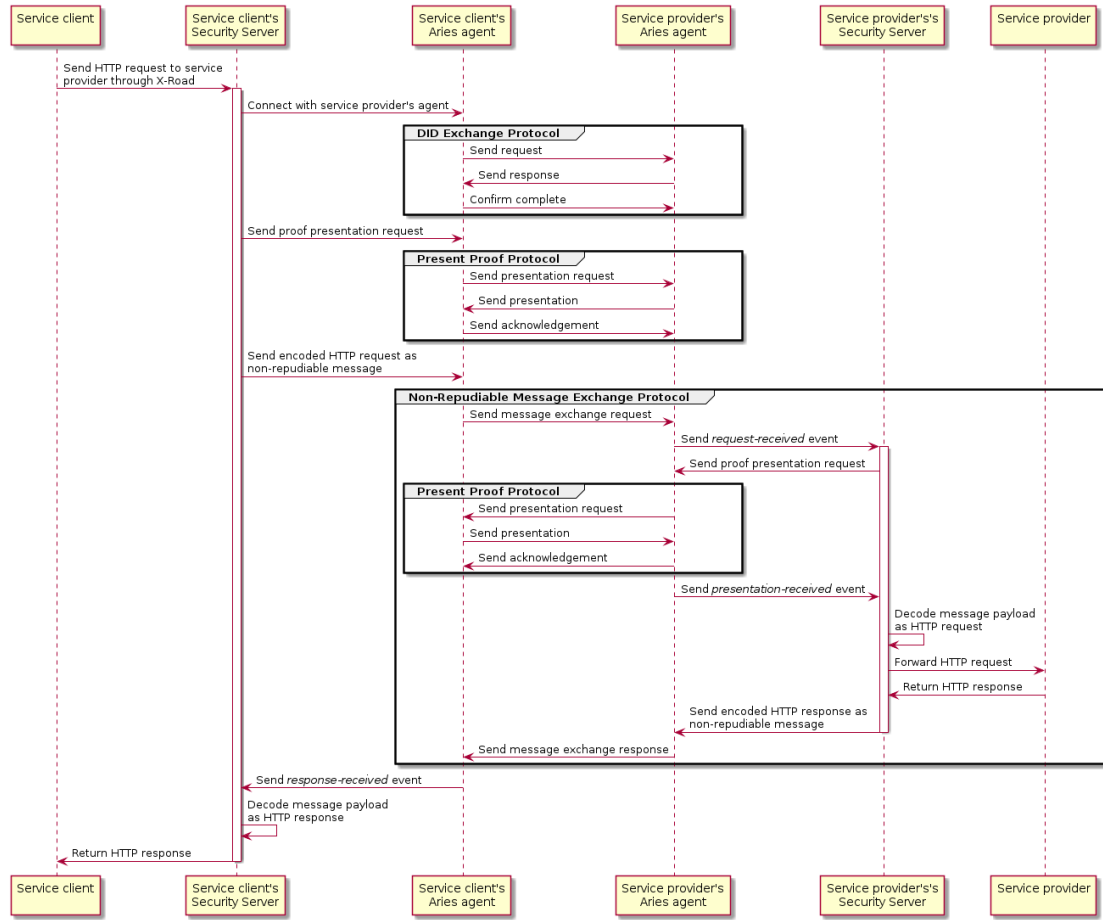 Service client
Service client's
Security Server
Service client's
Aries agent
Service provider's
Aries agent
Service provider's's
Security Server
Service provider
Send HTTP request to service
provider through X-Road
Connect with service provider's agent
DID Exchange Protocol
Send request
Send response
Confirm complete
Send proof presentation request
Present Proof Protocol
Send presentation request
Send presentation
Send acknowledgement
Send encoded HTTP request as
non-repudiable message
Non-Repudiable Message Exchange Protocol
Send message exchange request
Send request-received event
Send proof presentation request
Present Proof Protocol
Send presentation request
Send presentation
Send acknowledgement
Send presentation-received event
Decode message payload
as HTTP request
Forward HTTP request
Return HTTP response
Send encoded HTTP response as
non-repudiable message
Send message exchange response
Send response-received event
Decode message payload
as HTTP response
Return HTTP response
Service client
Service client's
Security Server
Service client's
Aries agent
Service provider's
Aries agent
Service provider's's
Security Server
Service provider